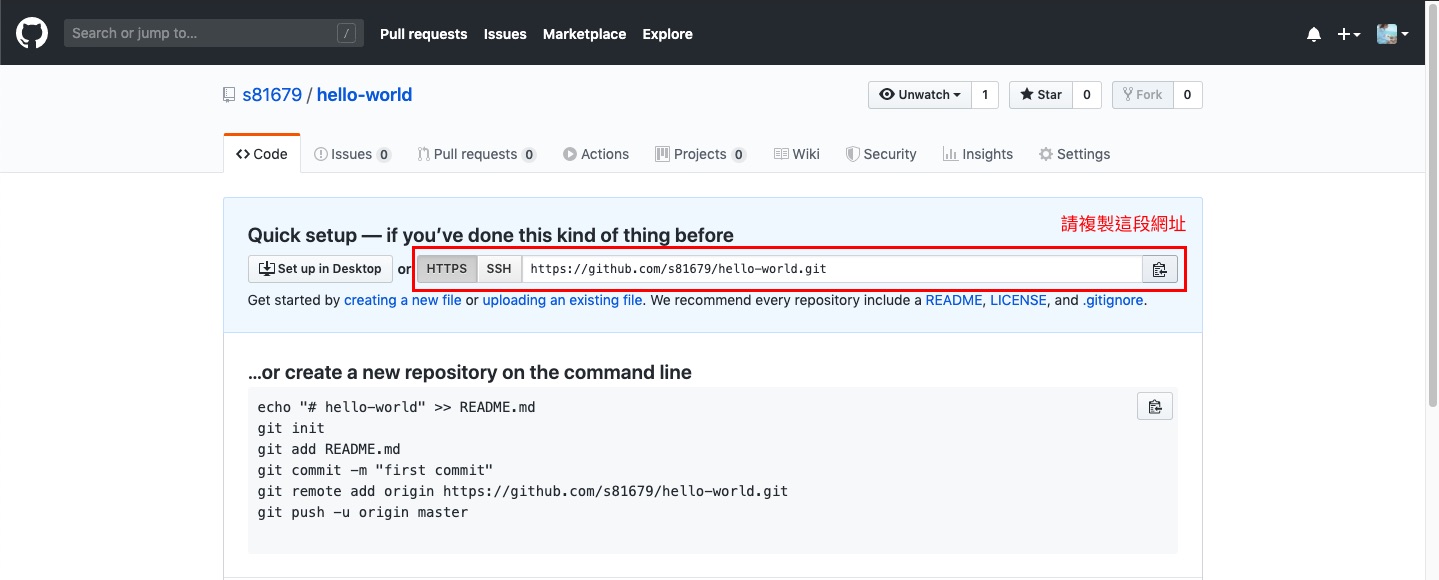 Search or jump to... /
Pull requests Issues Marketplace Explore
s81679 / hello-world
Unwatch 1 Star 0 Fork 0
Code Issues 0 Pull requests 0 Actions Projects 0 Wiki Security Insights Settings
請複製這段網址
Quick setup — if you’ve done this kind of thing before
Set up in Desktop or HTTPS SSH https://github.com/s81679/hello-world.git
Get started by creating a new file or uploading an existing file. We recommend every repository include a README, LICENSE, and .gitignore.
…or create a new repository on the command line
echo "# hello-world" >> README.md
git init
git add README.md
git commit -m "first commit"
git remote add origin https://github.com/s81679/hello-world.git
git push -u origin master